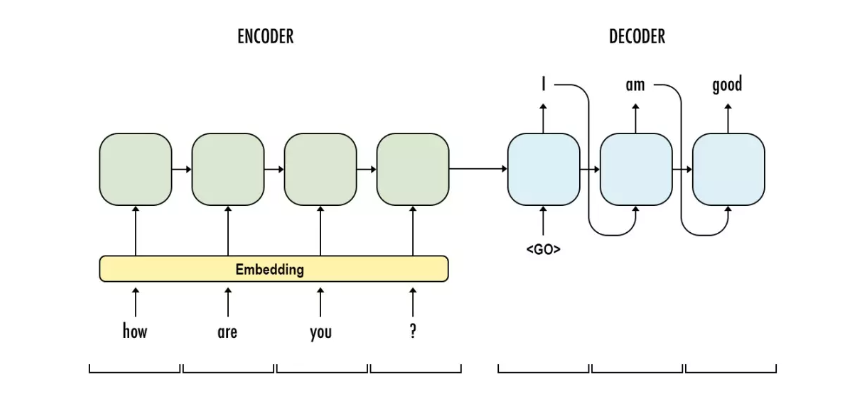 ENCODER
DECODER
I
am
good
<GO>
Embedding
how
are
you
?